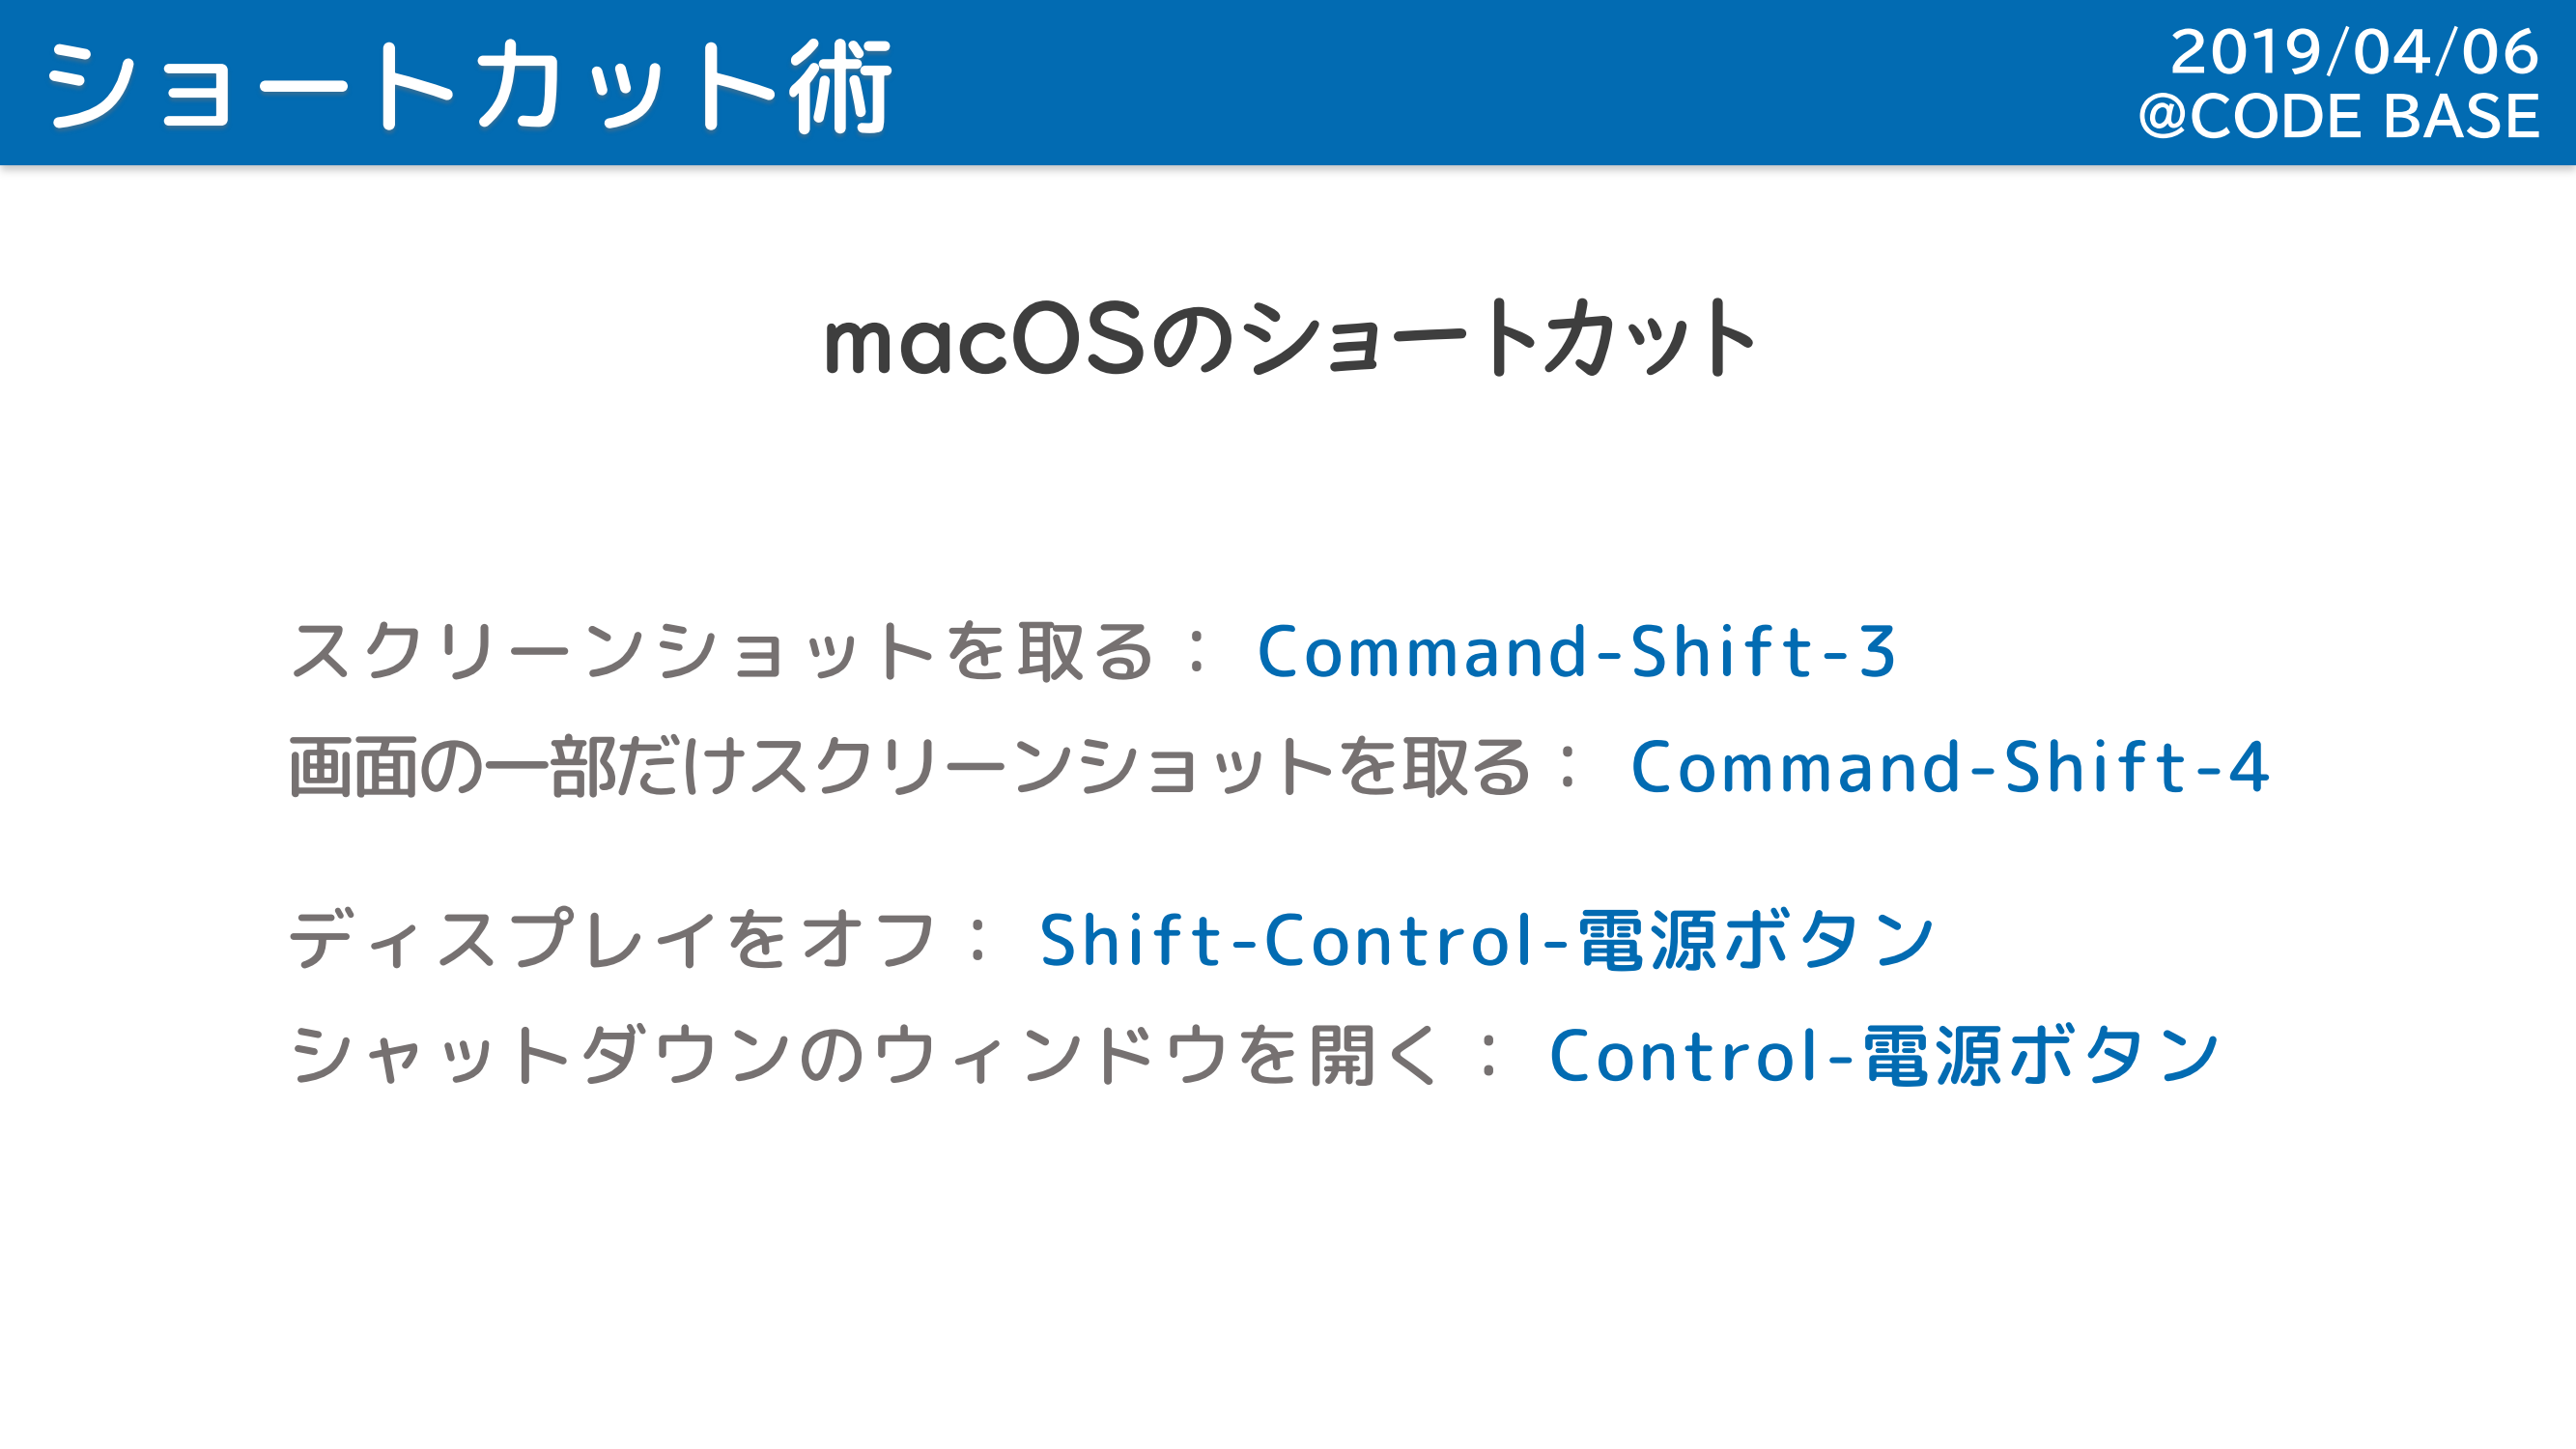 ショートカット術
2019/04/06
@CODE BASE
macOSのショートカット
スクリーンショットを取る： Command-Shift-3
画面の一部だけスクリーンショットを取る： Command-Shift-4
ディスプレイをオフ： Shift-Control-電源ボタン
シャットダウンのウィンドウを開く： Control-電源ボタン